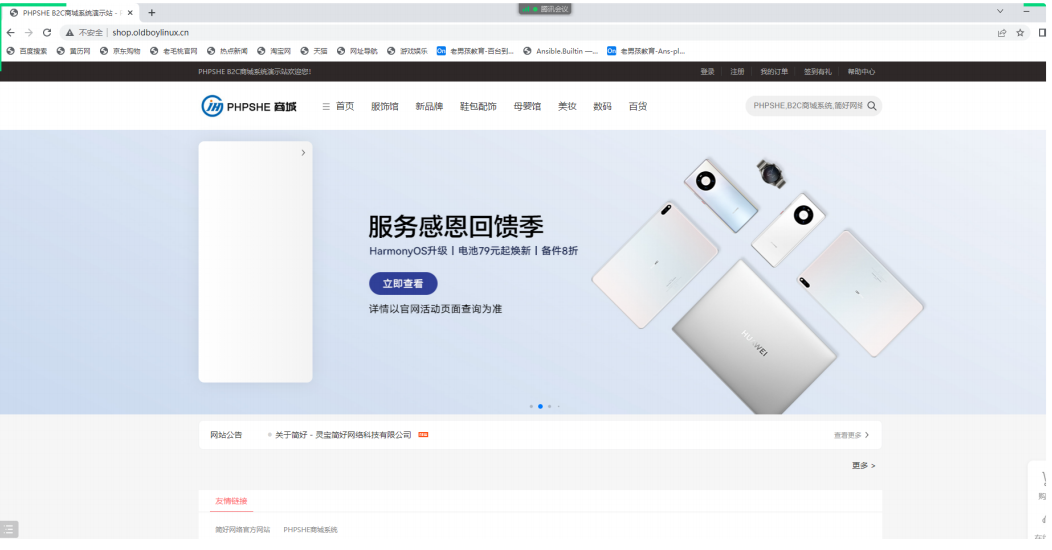 PHPSHE B2C商城系统演示站 -
腾讯会议
不安全 | shop.oldboylinux.cn
百度搜索 董历网 京东购物 老毛桃官网 热点新闻 淘宝网 天猫 网址导航 游戏娱乐 老男孩教育-百台到... Ansible.Builtin —... 老男孩教育-Ans-pl...
PHPSHE B2C商城系统演示站欢迎您! 登录 注册 我的订单 签到有礼 帮助中心
PHPSHE 商城 首页 服饰馆 新品牌 鞋包配饰 母婴馆 美妆 数码 百货 PHPSHE,B2C商城系统,简好网络
服务感恩回馈季
HarmonyOS升级丨电池79元起焕新丨备件8折
立即查看
详情以官网活动页面查询为准
HUAWEI
网站公告 关于简好 - 灵宝简好网络科技有限公司 查看更多 >
更多 >
友情链接
简好网络官方网站 PHPSHE商城系统